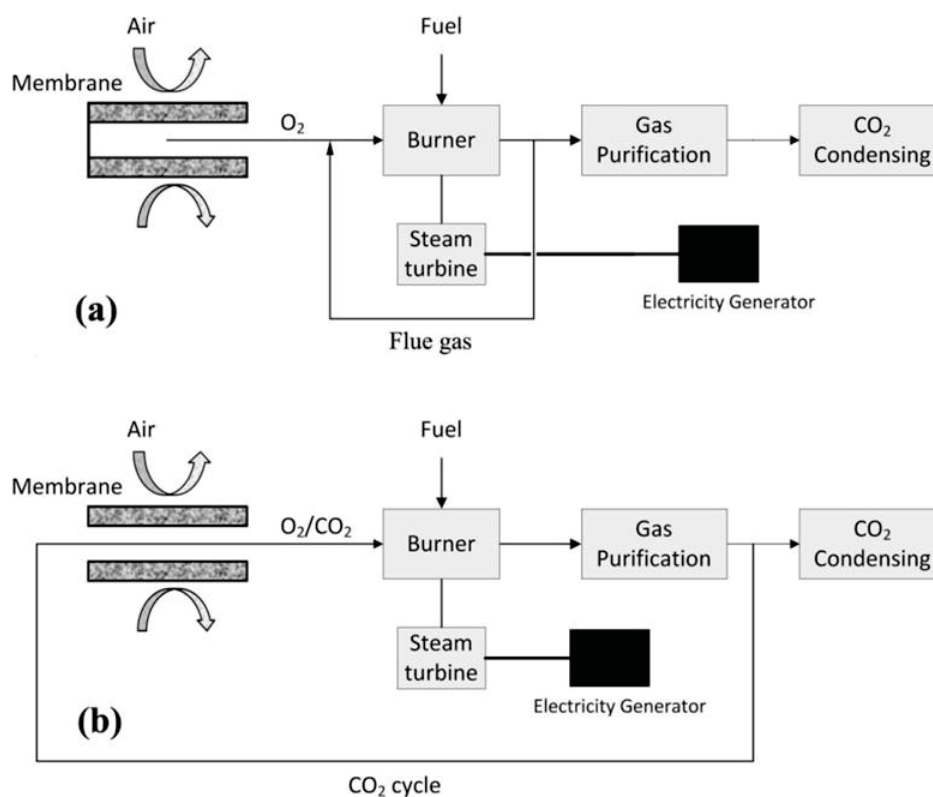 Air
Fuel
Membrane
O₂
Burner
Gas
Purification
CO₂
Condensing
Steam
turbine
Electricity Generator
(a)
Flue gas
Air
Fuel
Membrane
O₂/CO₂
Burner
Gas
Purification
CO₂
Condensing
Steam
turbine
Electricity Generator
(b)
CO₂ cycle